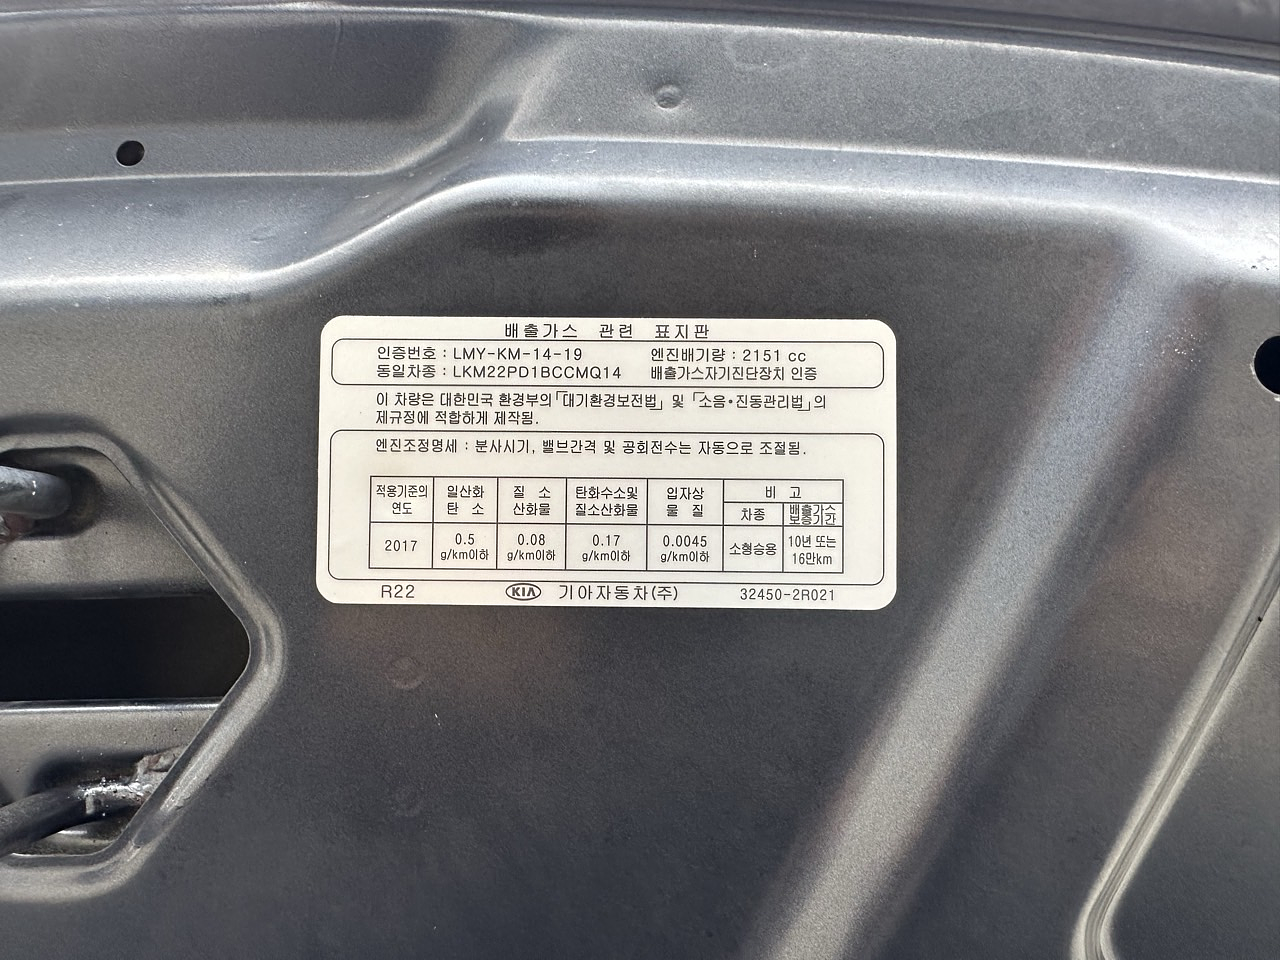 배출가스 관련 표지판
인증번호 : LMY-KM-14-19 엔진배기량 : 2151 cc
동일차종 : LKM22PD1BCCMQ14 배출가스자기진단장치 인증
이 차량은 대한민국 환경부의「대기환경보전법」 및 「소음•진동관리법」의
제규정에 적합하게 제작됨.
엔진조정명세 : 분사시기, 밸브간격 및 공회전수는 자동으로 조절됨.
적용기준의 일산화 질 소 탄화수소및 입자상 비 고
연도 탄 소 산화물 질소산화물 물 질 차종 배출가스
보증기간
2017 0.5 0.08 0.17 0.0045 소형승용 10년 또는
g/km이하 g/km이하 g/km이하 g/km이하 16만km
R22 KIA 기아자동차(주) 32450-2R021